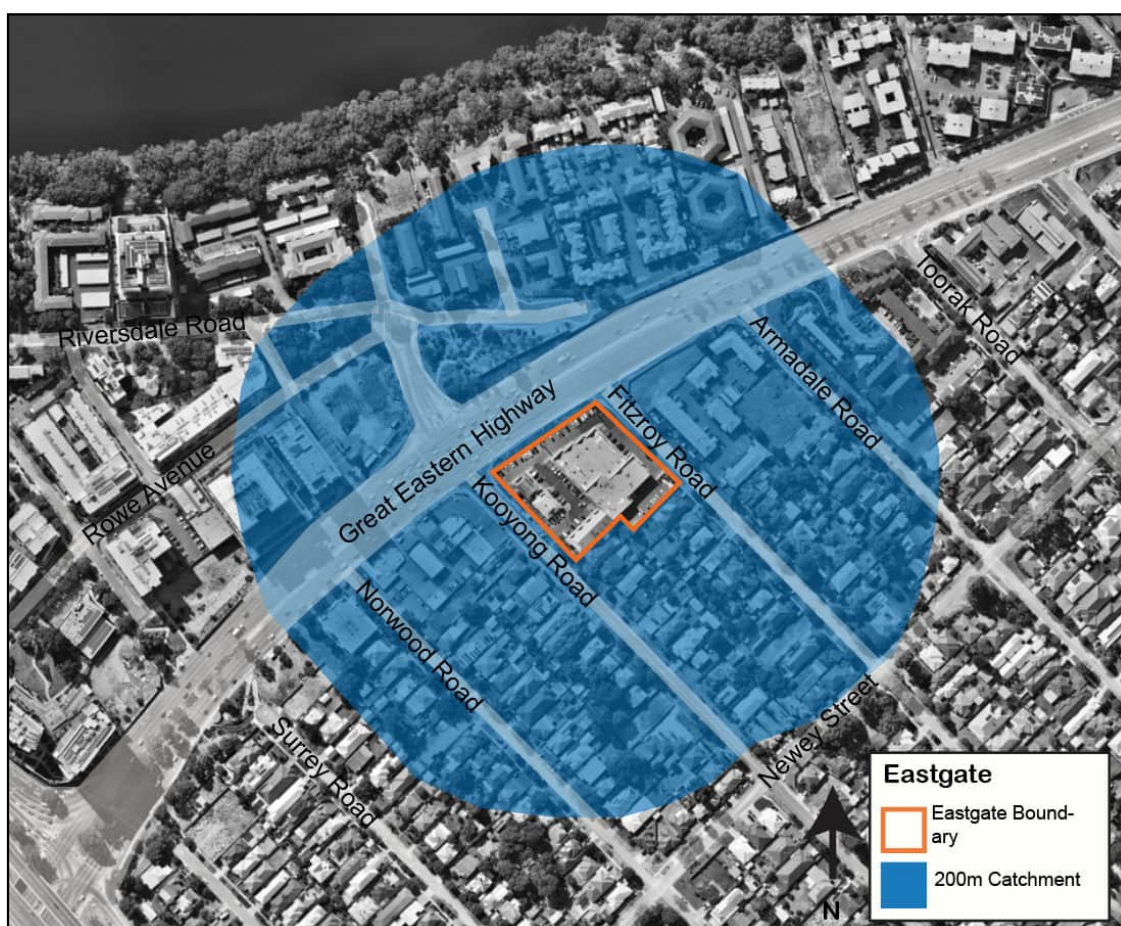 Riversdale Road
Rowe Avenue
Great Eastern Highway
Toorak Road
Armadale Road
Fitzroy Road
Kooyong Road
Norwood Road
Surrey Road
Newey Street
N
Eastgate
Eastgate Bound-
ary
200m Catchment